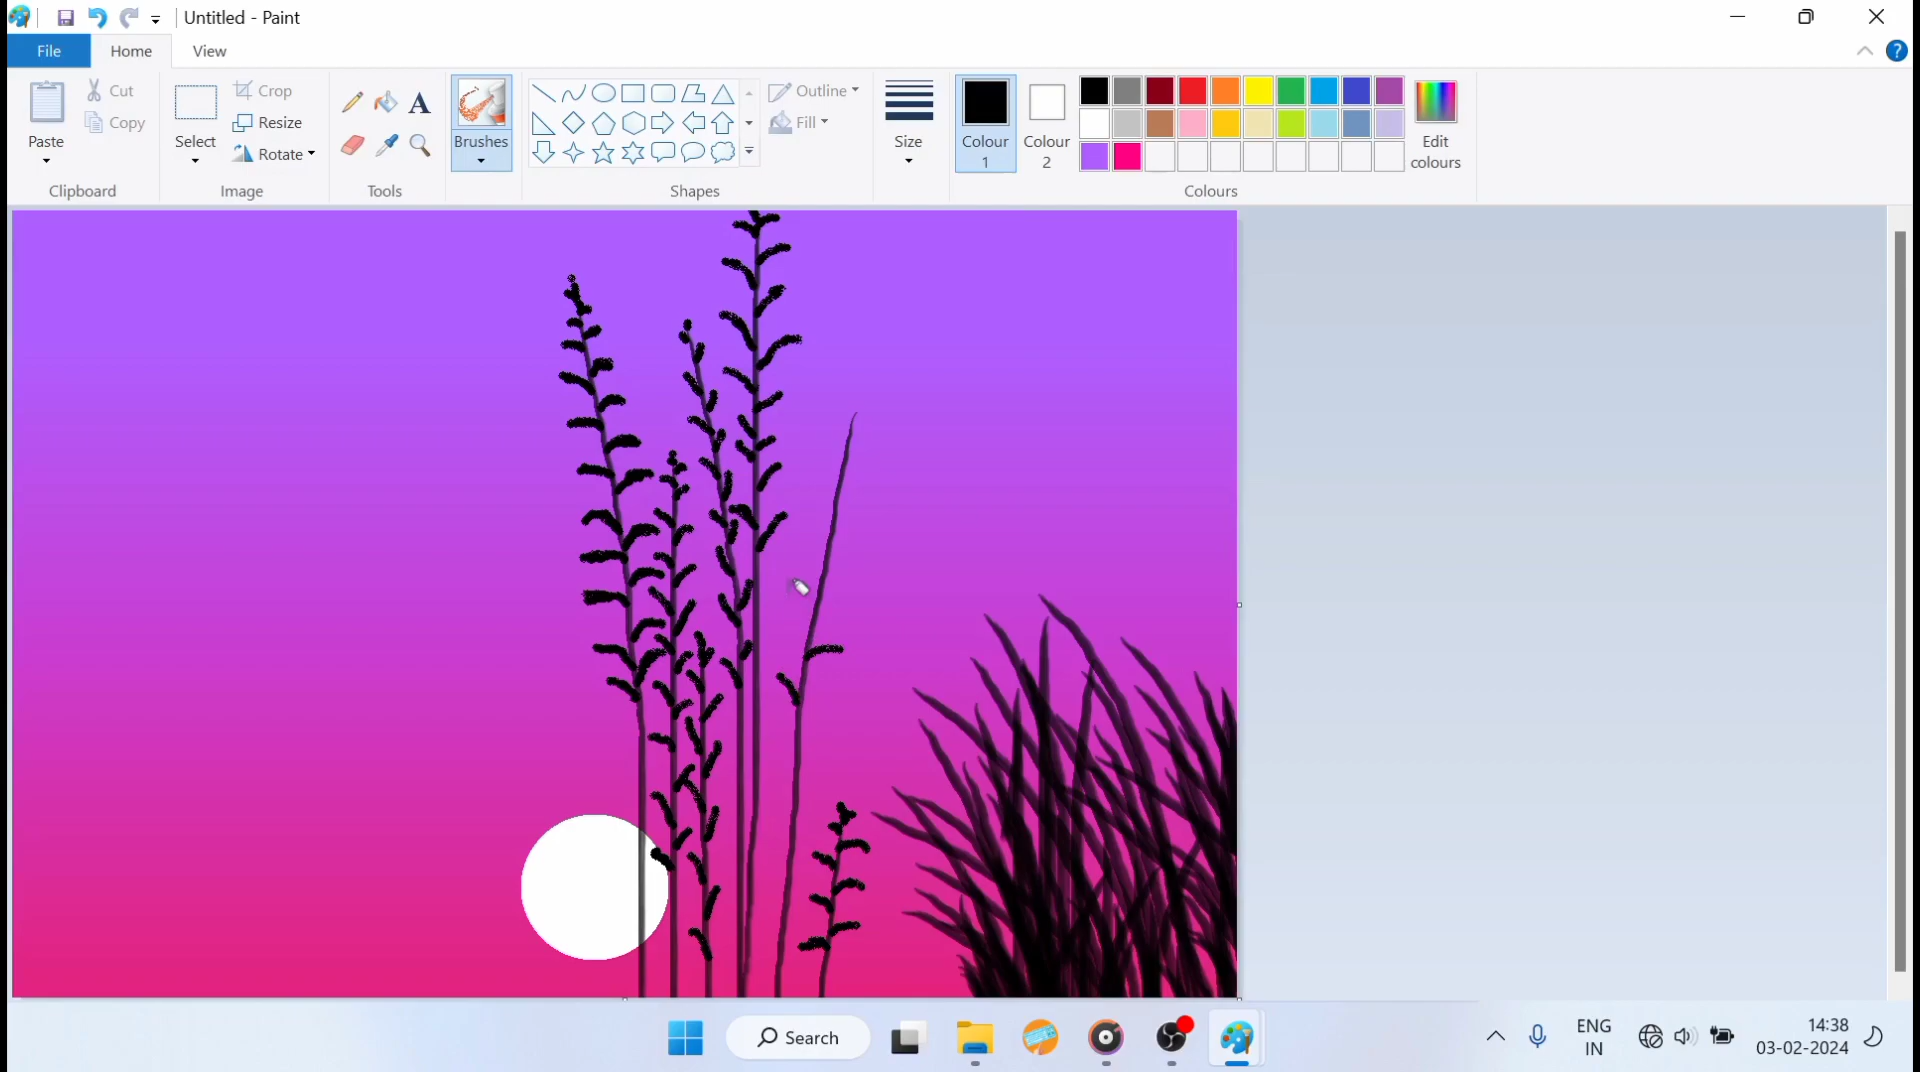 Untitled - Paint
File
Home
View
Paste
Cut
Copy
Clipboard
Select
Crop
Resize
Rotate
Image
A
Tools
Brushes
Outline
Fill
Shapes
Size
Colour
1
Colour
2
Edit
colours
Colours
?
Search
ENG
IN
14:38
03-02-2024